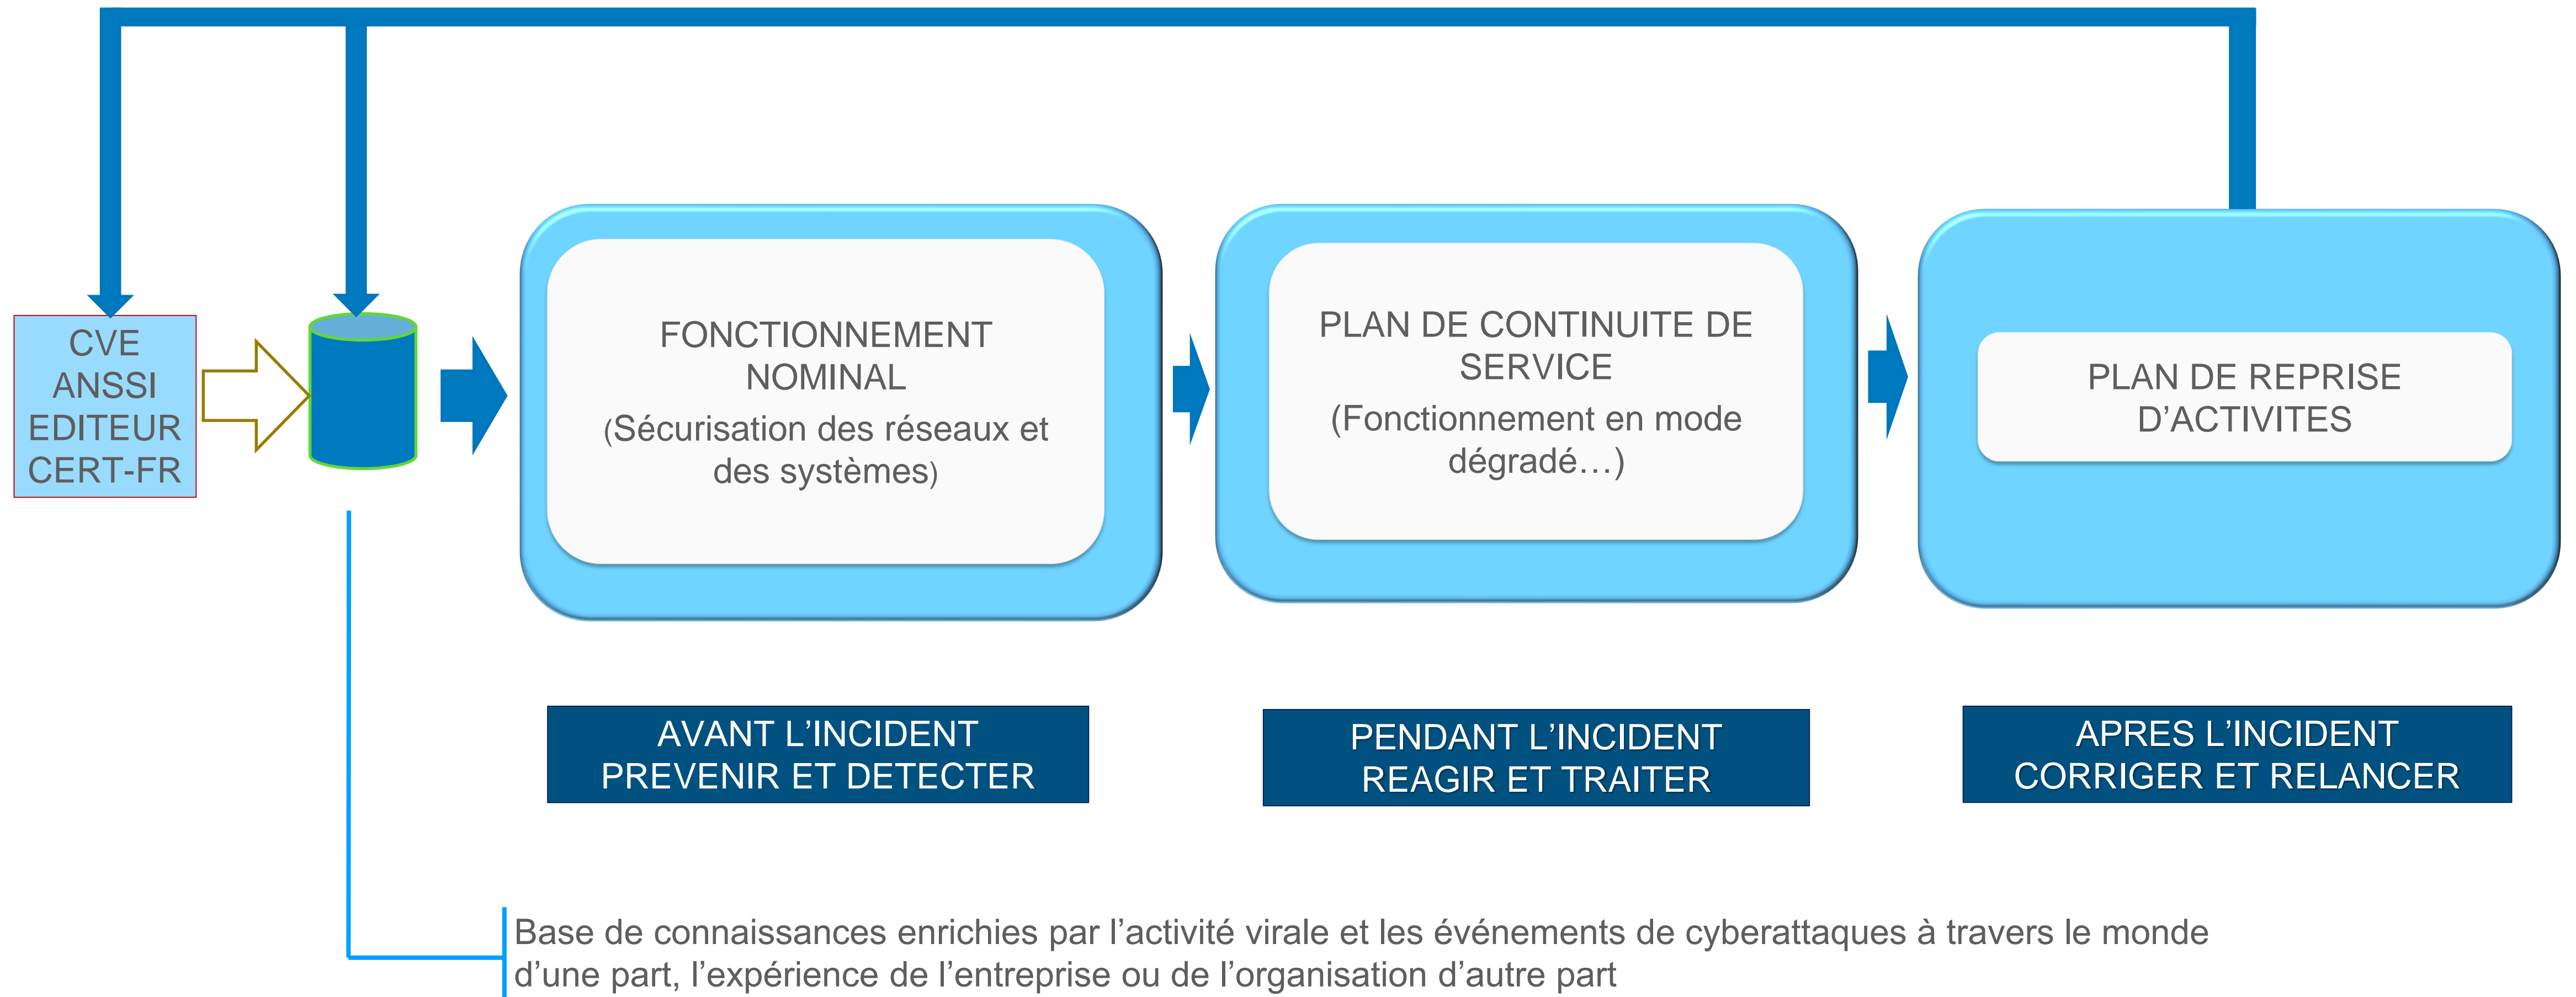 CVE
ANSSI
EDITEUR
CERT-FR
FONCTIONNEMENT
NOMINAL
(Sécurisation des réseaux et
des systèmes)
PLAN DE CONTINUITE DE
SERVICE
(Fonctionnement en mode
dégradé…)
PLAN DE REPRISE
D’ACTIVITES
AVANT L’INCIDENT
PREVENIR ET DETECTER
PENDANT L’INCIDENT
REAGIR ET TRAITER
APRES L’INCIDENT
CORRIGER ET RELANCER
Base de connaissances enrichies par l’activité virale et les événements de cyberattaques à travers le monde
d’une part, l’expérience de l’entreprise ou de l’organisation d’autre part